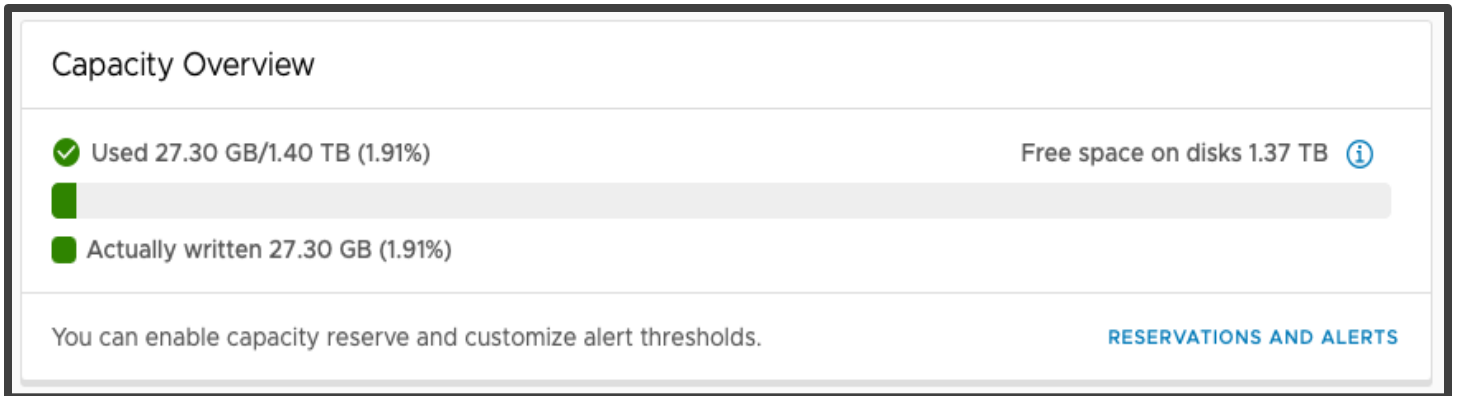 Capacity Overview
Used 27.30 GB/1.40 TB (1.91%)
Free space on disks 1.37 TB
Actually written 27.30 GB (1.91%)
You can enable capacity reserve and customize alert thresholds.
RESERVATIONS AND ALERTS